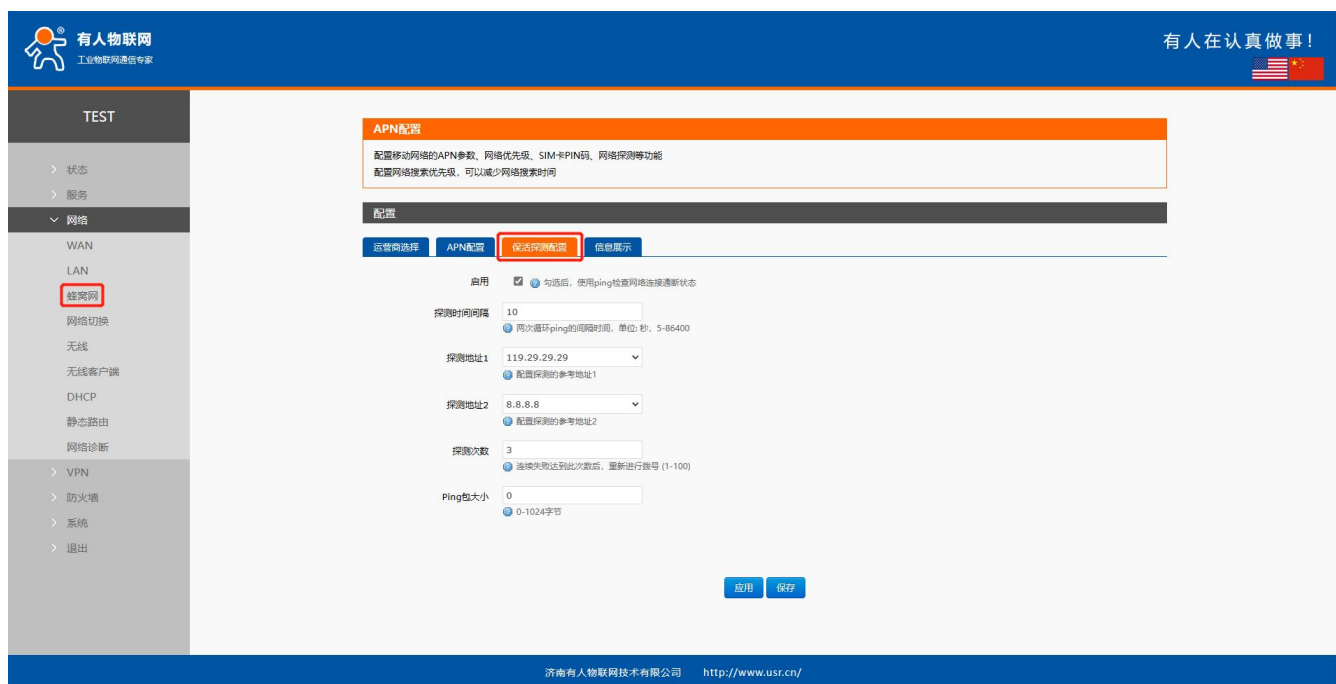 有人物联网
工业物联网通信专家
有人在认真做事!
TEST
状态
服务
网络
WAN
LAN
蜂窝网
网络切换
无线
无线客户端
DHCP
静态路由
网络诊断
VPN
防火墙
系统
退出
APN配置
配置移动网络的APN参数、网络优先级、SIM卡PIN码、网络探测等功能
配置网络搜素优先级,可以减少网络搜素时间
配置
运营商选择 APN配置 保活探测配置 信息展示
启用 勾选后,使用ping检查网络连接通断状态
探测时间间隔 10
两次循环ping的间隔时间,单位: 秒,5-86400
探测地址1 119.29.29.29
配置探测的参考地址1
探测地址2 8.8.8.8
配置探测的参考地址2
探测次数 3
连续失败达到此次数后,重新进行拨号 (1-100)
Ping包大小 0
0-1024字节
应用 保存
济南有人物联网技术有限公司 http://www.usr.cn/